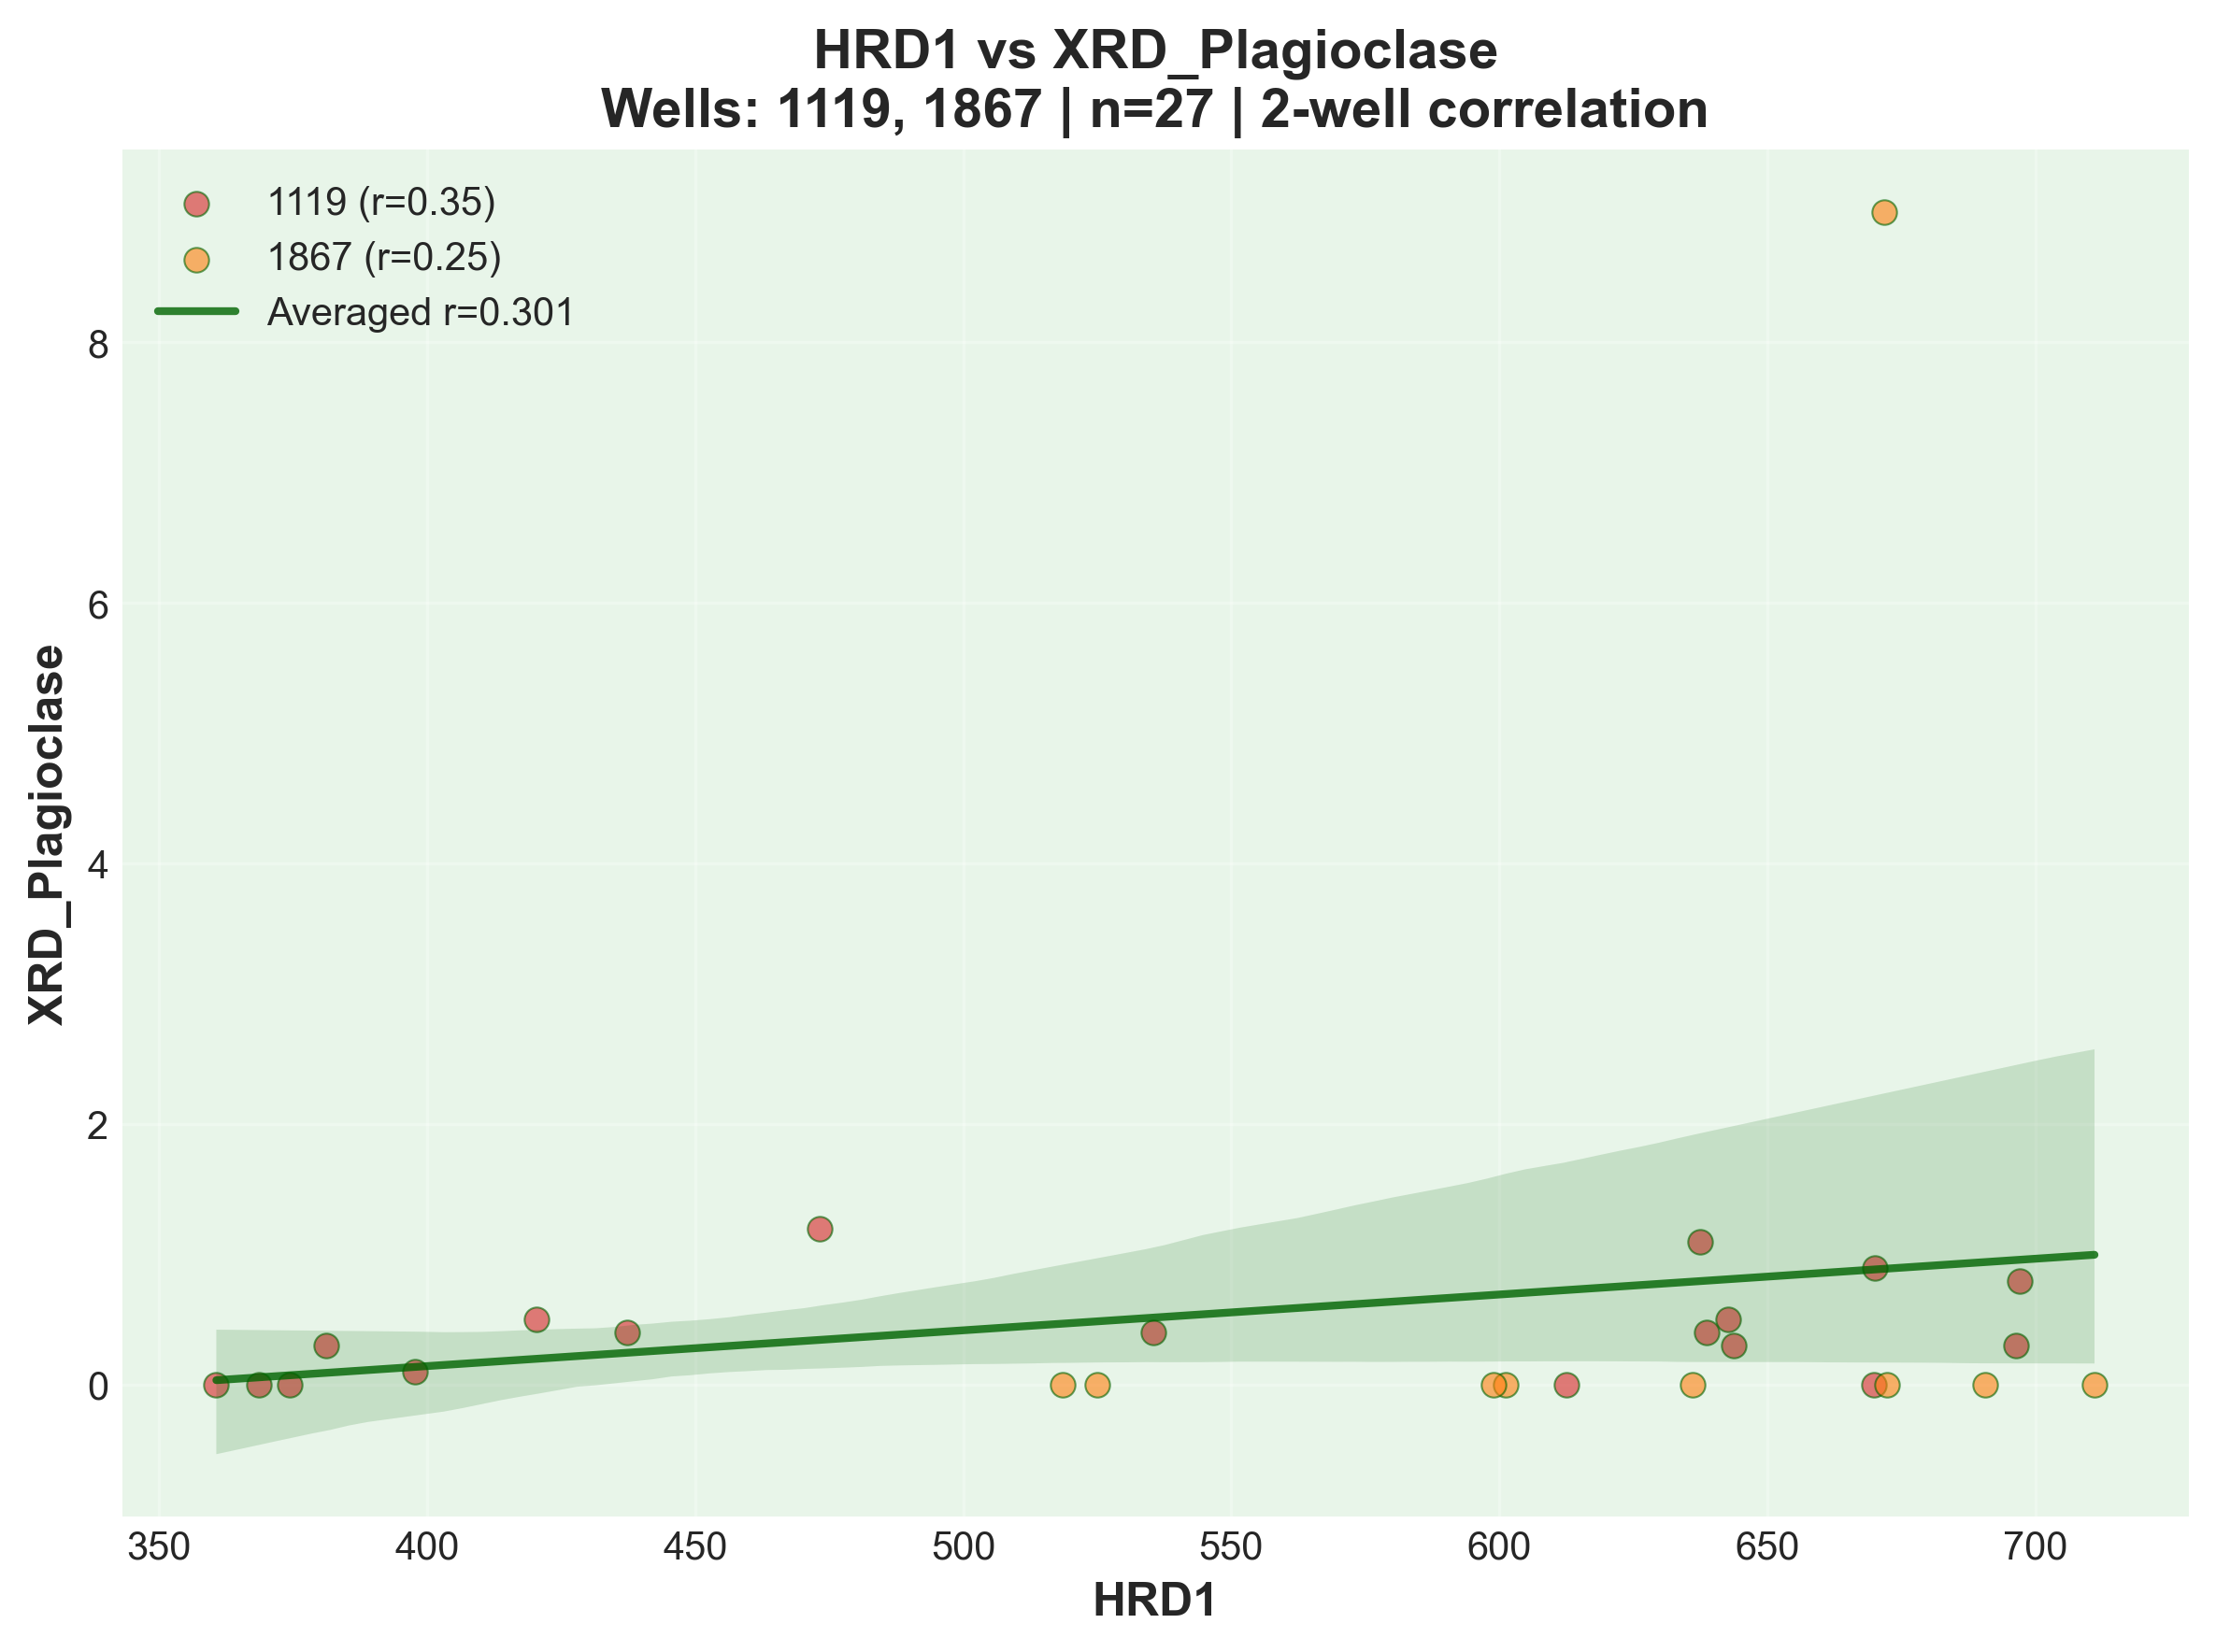 HRD1 vs XRD_Plagioclase
Wells: 1119, 1867 | n=27 | 2-well correlation
1119 (r=0.35)
1867 (r=0.25)
Averaged r=0.301
XRD_Plagioclase
8
6
4
2
0
350 400 450 500 550 600 650 700
HRD1